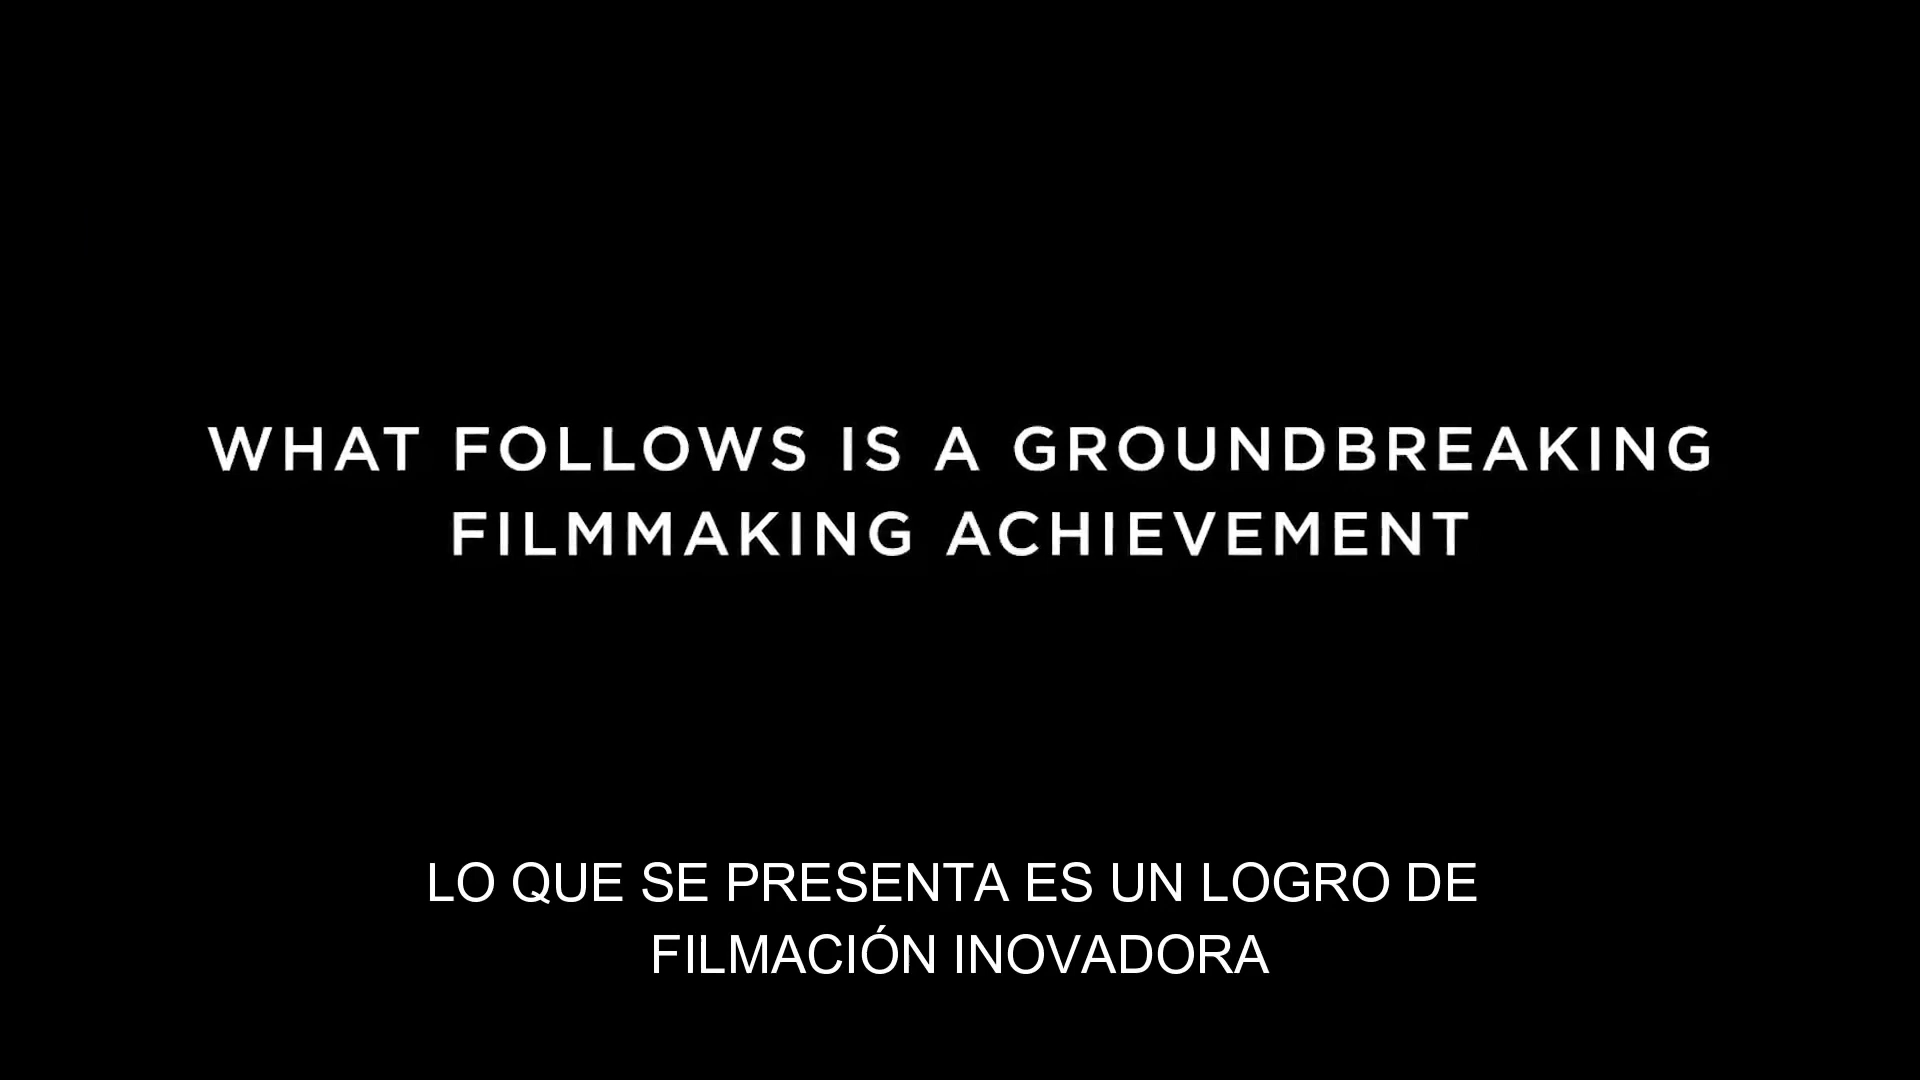 WHAT FOLLOWS IS A GROUNDBREAKING
FILMMAKING ACHIEVEMENT
LO QUE SE PRESENTA ES UN LOGRO DE
FILMACIÓN INOVADORA